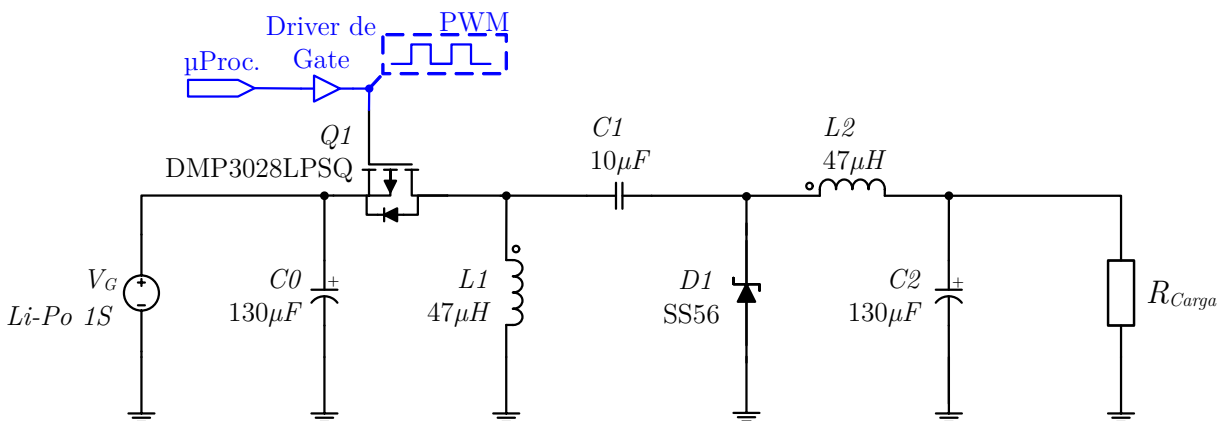 Driver de
Gate
PWM
µProc.
Q1
DMP3028LPSQ
C1
10µF
L2
47µH
V_G
Li-Po 1S
+
−
C0
130µF
+
L1
47µH
D1
SS56
C2
130µF
+
R_Carga